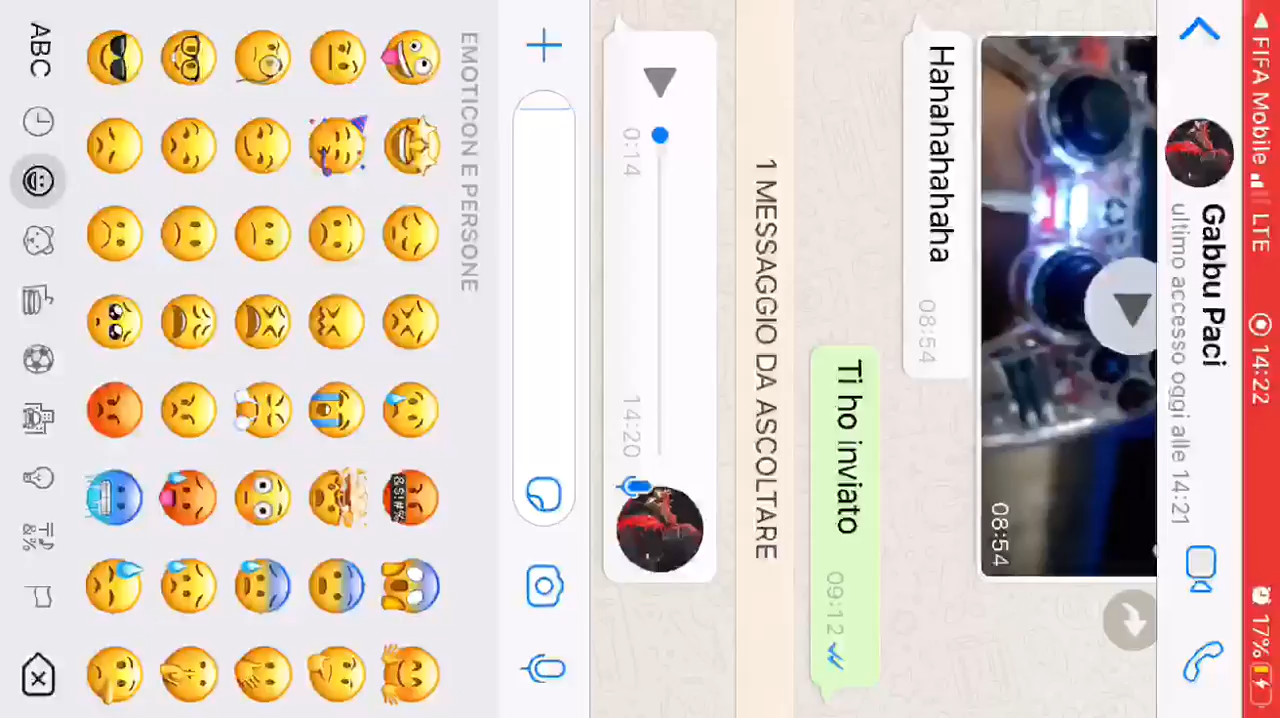 FIFA Mobile LTE 14:22 17%
Gabbu Paci
ultimo accesso oggi alle 14:21
08:54
Hahahahahaha
08:54
Ti ho inviato
09:12
1 MESSAGGIO DA ASCOLTARE
0:14 14:20
EMOTICON E PERSONE
&$!#%
ABC
&%